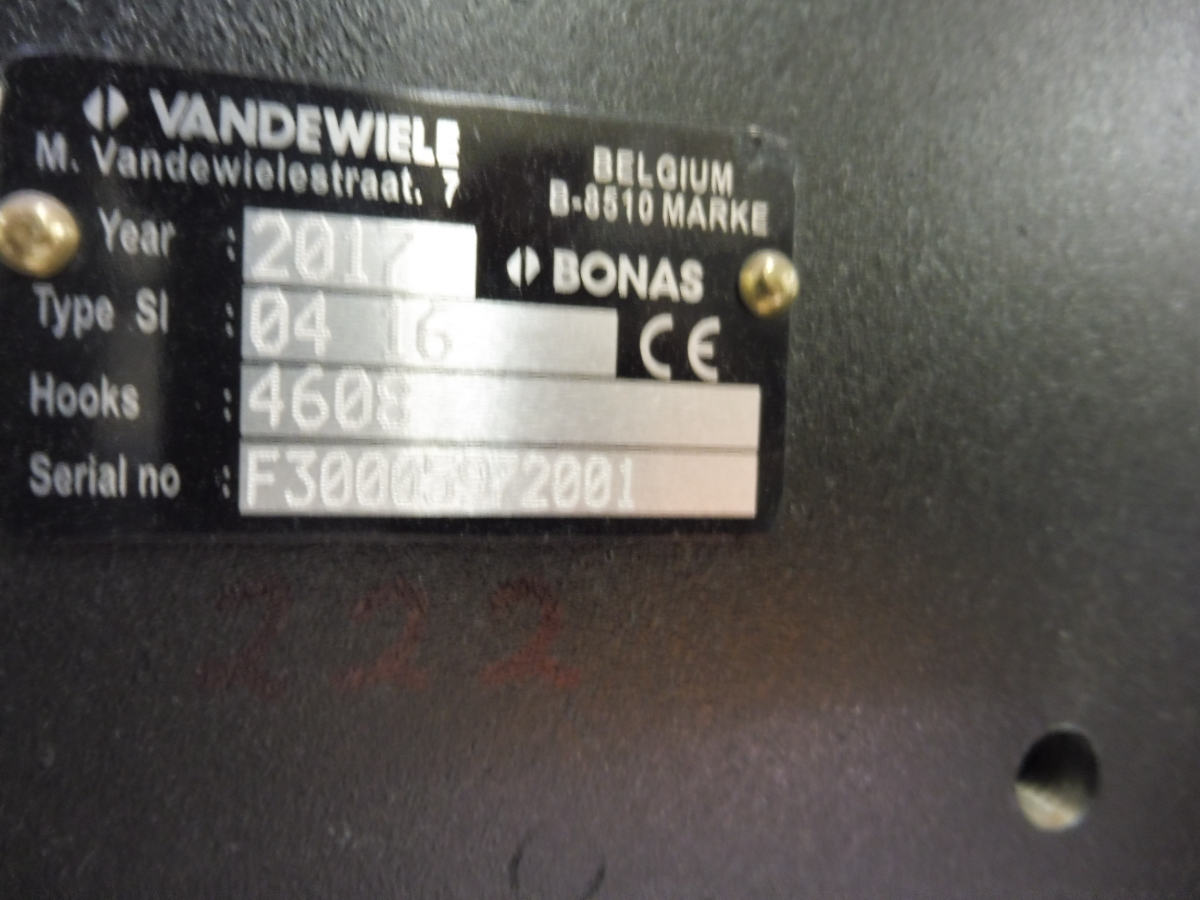 VANDEWIELE
M. Vandewielestraat. 7
BELGIUM
B-8510 MARKE
Year : 2017
BONAS
Type SI : 04 16
CE
Hooks : 4608
Serial no :
222